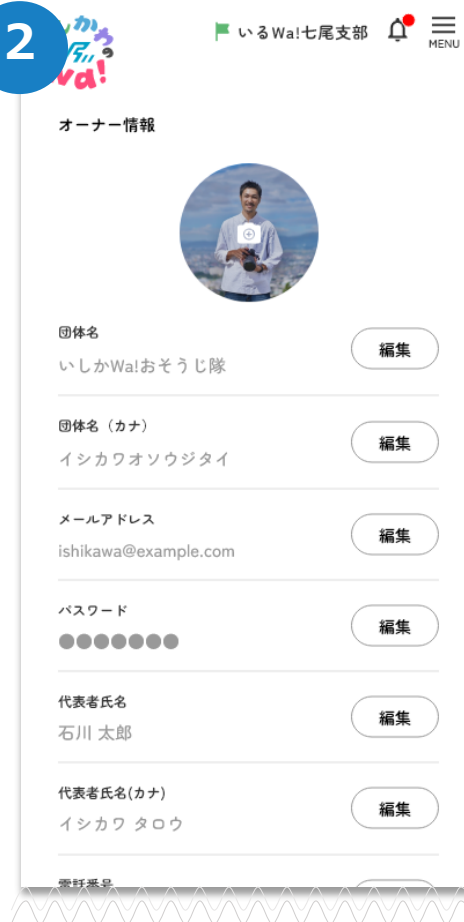 2
いるWa!七尾支部
MENU
オーナー情報
団体名
いしかWa!おそうじ隊
編集
団体名（カナ）
イシカワオソウジタイ
編集
メールアドレス
ishikawa@example.com
編集
パスワード
●●●●●●●
編集
代表者氏名
石川 太郎
編集
代表者氏名(カナ)
イシカワ タロウ
編集
電話番号